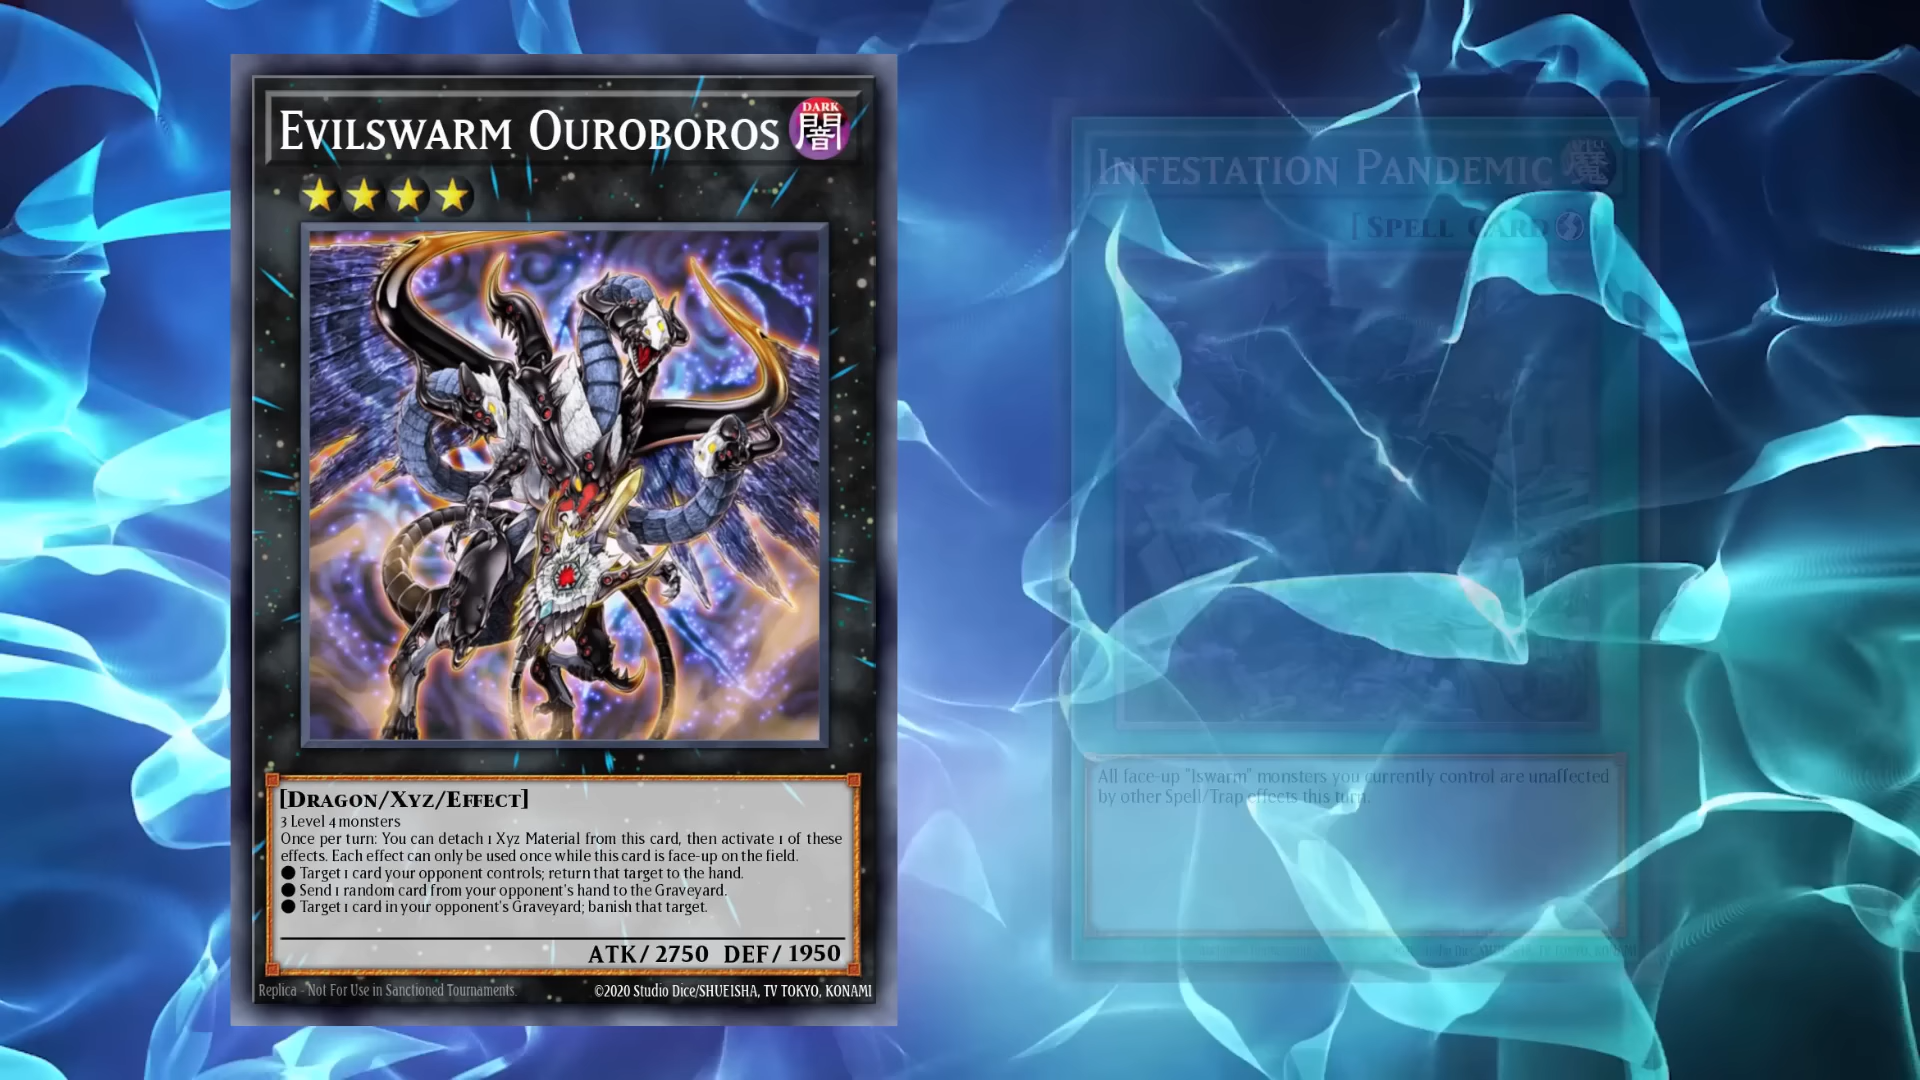 Evilswarm Ouroboros
DARK
闇
[Dragon/Xyz/Effect]
3 Level 4 monsters
Once per turn: You can detach 1 Xyz Material from this card, then activate 1 of these
effects. Each effect can only be used once while this card is face-up on the field.
● Target 1 card your opponent controls; return that target to the hand.
● Send 1 random card from your opponent's hand to the Graveyard.
● Target 1 card in your opponent's Graveyard; banish that target.
ATK/ 2750 DEF/ 1950
Replica - Not For Use in Sanctioned Tournaments.
©2020 Studio Dice/SHUEISHA, TV TOKYO, KONAMI
Infestation Pandemic
魔
[Spell Card
All face-up "lswarm" monsters you currently control are unaffected
by other Spell/Trap effects this turn.